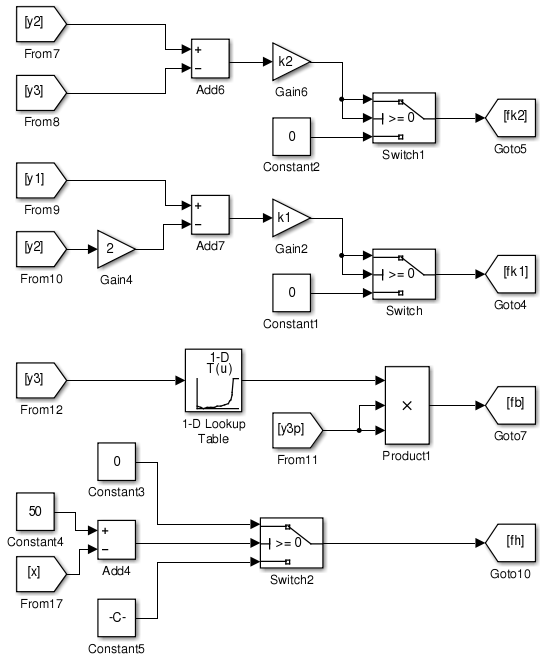 [y2]
From7
+
−
Add6
k2
Gain6
[y3]
From8
0
Constant2
>= 0
Switch1
[fk2]
Goto5
[y1]
From9
+
−
Add7
k1
Gain2
[y2]
From10
2
Gain4
0
Constant1
>= 0
Switch
[fk1]
Goto4
[y3]
From12
1-D
T(u)
1-D Lookup
Table
[y3p]
From11
×
Product1
[fb]
Goto7
0
Constant3
50
Constant4
+
−
Add4
[x]
From17
>= 0
Switch2
[fh]
Goto10
-C-
Constant5